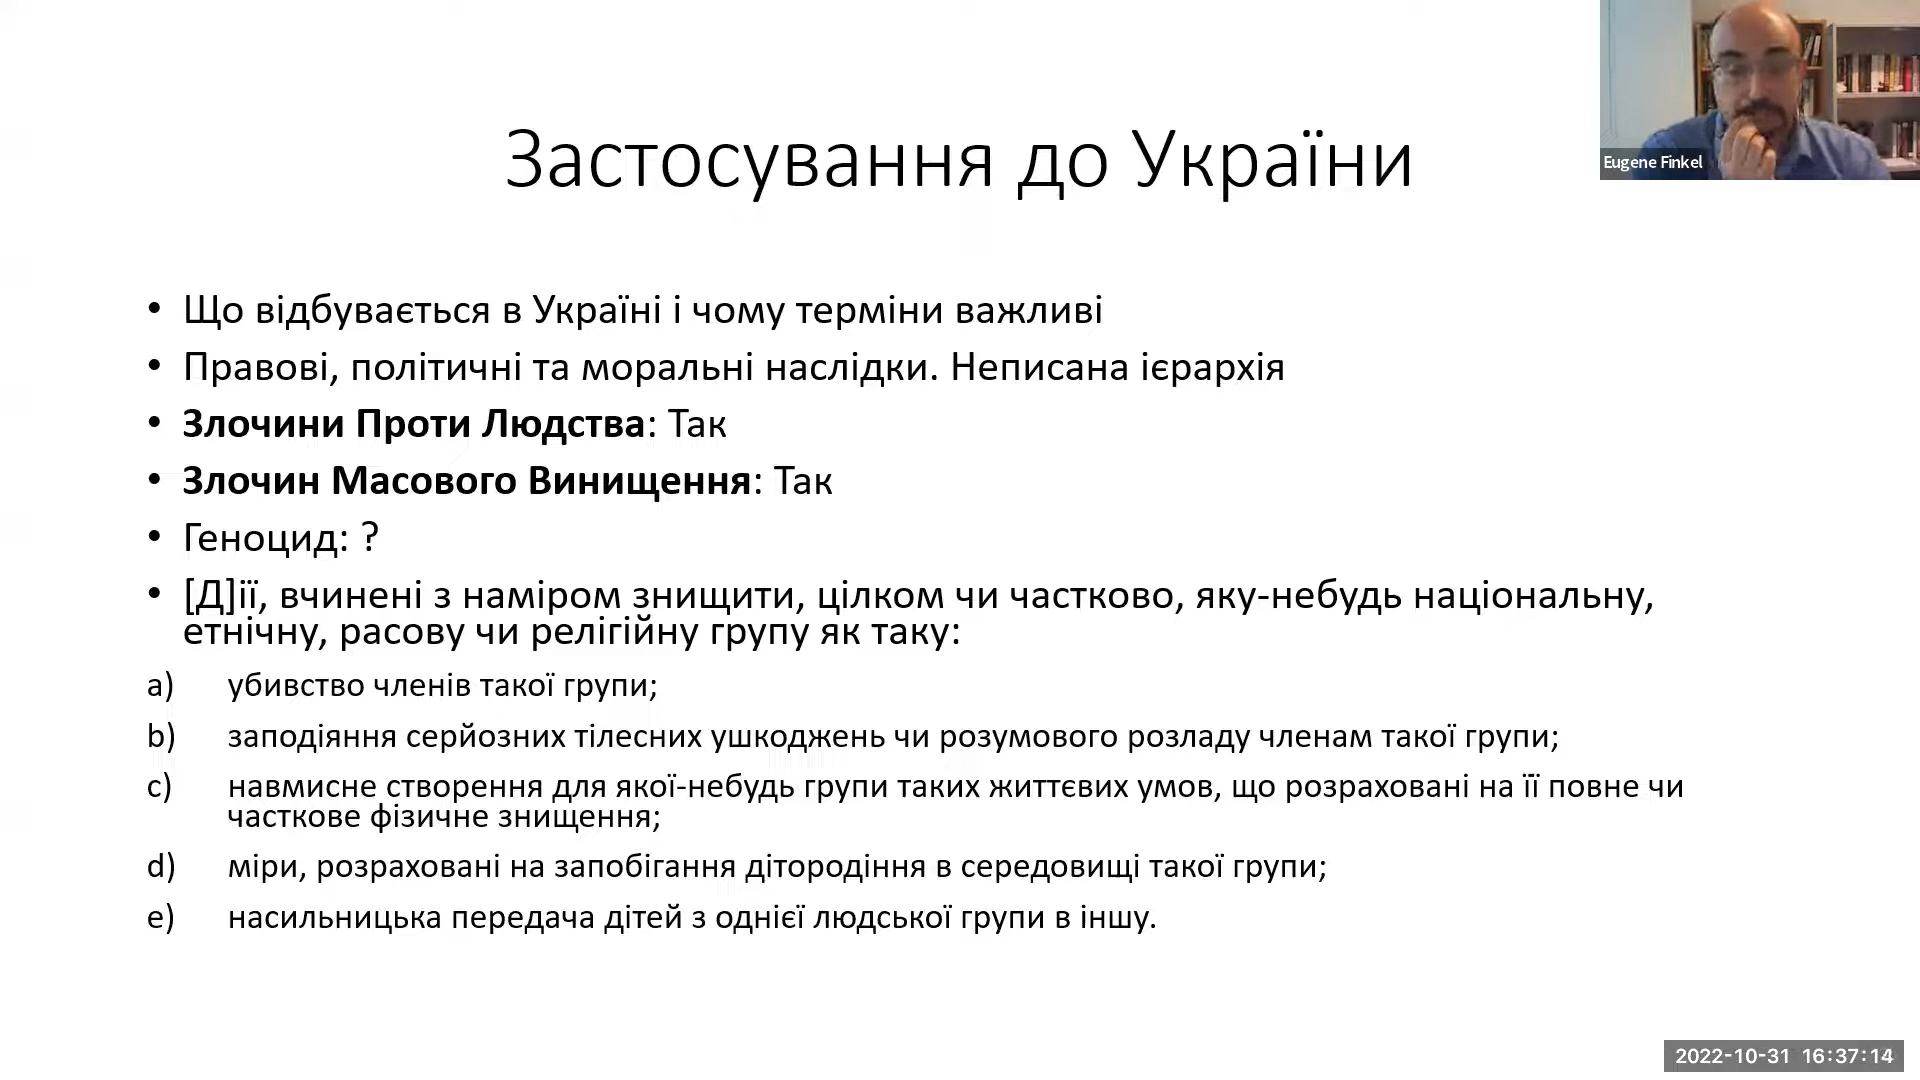 Eugene Finkel
Застосування до України
• Що відбувається в Україні і чому терміни важливі
• Правові, політичні та моральні наслідки. Неписана ієрархія
• Злочини Проти Людства: Так
• Злочин Масового Винищення: Так
• Геноцид: ?
• [Д]ії, вчинені з наміром знищити, цілком чи частково, яку-небудь національну,
етнічну, расову чи релігійну групу як таку:
a) убивство членів такої групи;
b) заподіяння серйозних тілесних ушкоджень чи розумового розладу членам такої групи;
c) навмисне створення для якої-небудь групи таких життєвих умов, що розраховані на її повне чи
часткове фізичне знищення;
d) міри, розраховані на запобігання дітородіння в середовищі такої групи;
e) насильницька передача дітей з однієї людської групи в іншу.
2022-10-31 16:37:14